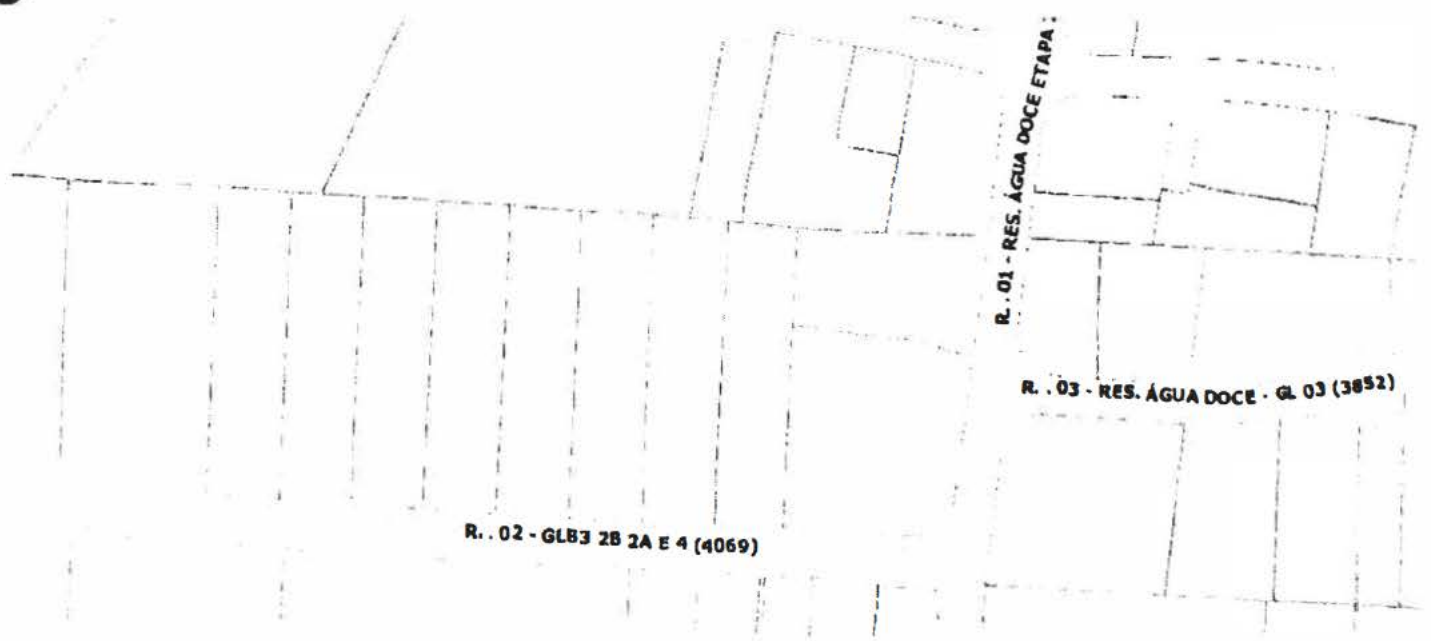 R. . 01 - RES. ÁGUA DOCE ETAPA
R. . 03 - RES. ÁGUA DOCE - GL 03 (3852)
R. . 02 - GLB3 2B 2A E 4 (4069)